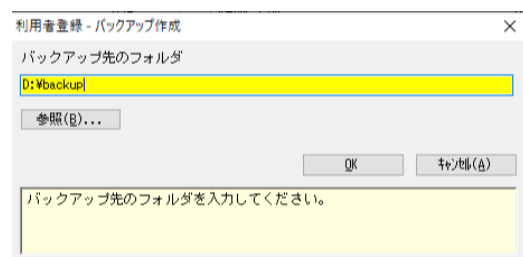 利用者登録 - バックアップ作成
バックアップ先のフォルダ
D:¥backup
参照(B)...
OK
キャンセル(A)
バックアップ先のフォルダを入力してください。